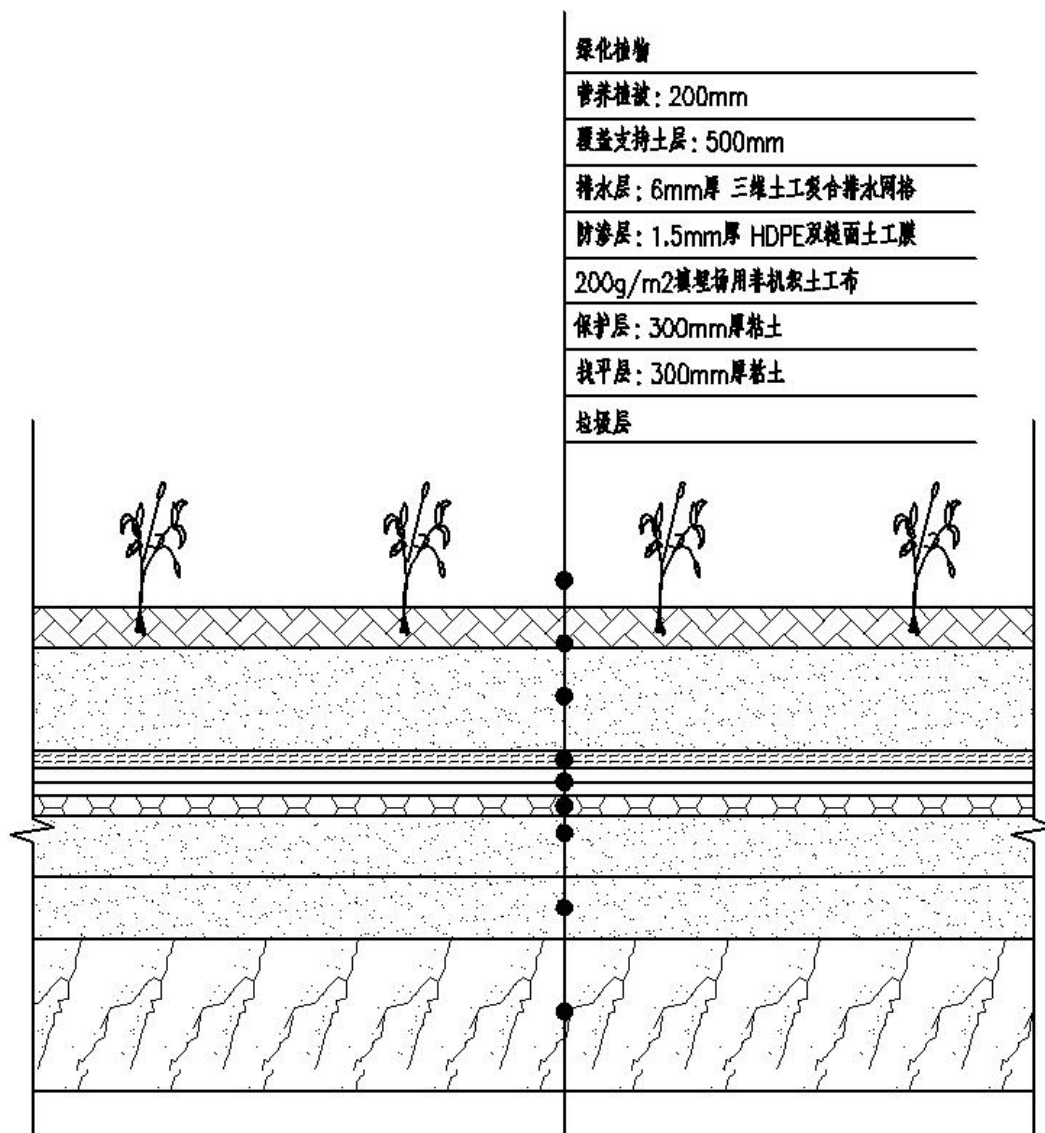 绿化植物
营养植被：200mm
覆盖支持土层：500mm
排水层：6mm厚 三维土工复合排水网格
防渗层：1.5mm厚 HDPE双糙面土工膜
200g/m2填埋场用非机织土工布
保护层：300mm厚粘土
找平层：300mm厚粘土
垃圾层